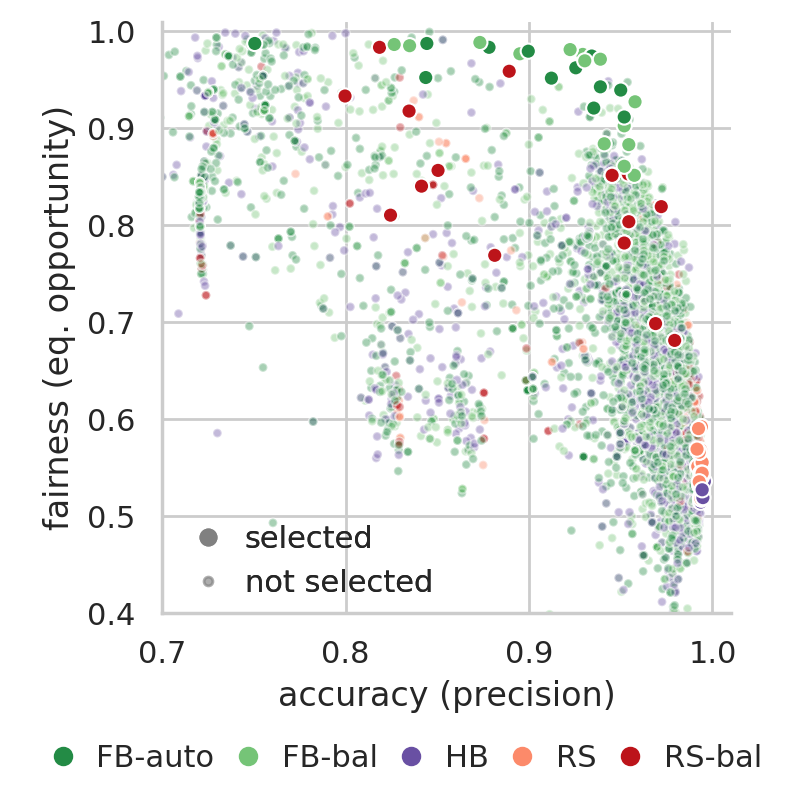 1.0
0.9
0.8
0.7
0.6
0.5
0.4
fairness (eq. opportunity)
selected
not selected
0.7 0.8 0.9 1.0
accuracy (precision)
FB-auto FB-bal HB RS RS-bal